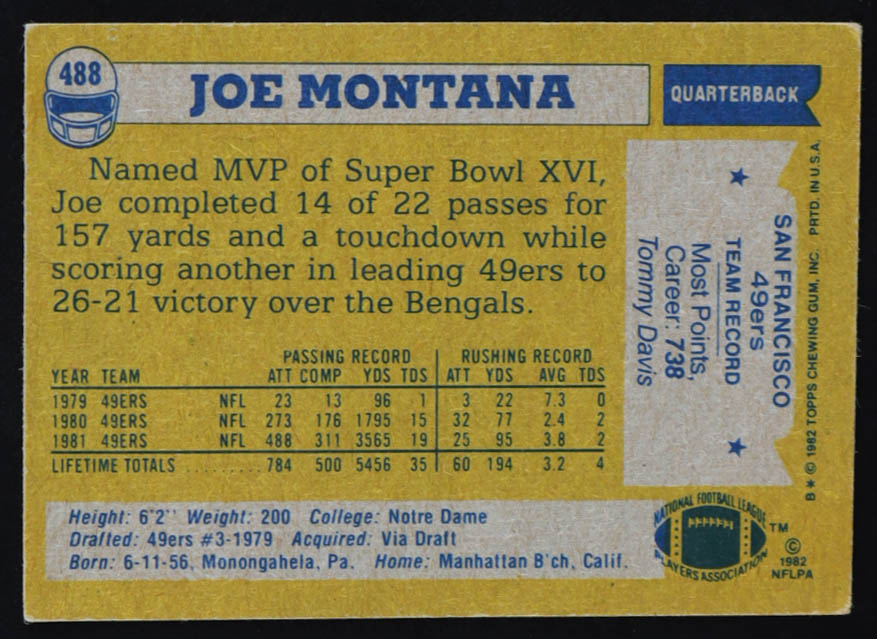 488
JOE MONTANA
QUARTERBACK
Named MVP of Super Bowl XVI,
Joe completed 14 of 22 passes for
157 yards and a touchdown while
scoring another in leading 49ers to
26-21 victory over the Bengals.
PASSING RECORD RUSHING RECORD
YEAR TEAM ATT COMP YDS TDS ATT YDS AVG TDS
1979 49ERS NFL 23 13 96 1 3 22 7.3 0
1980 49ERS NFL 273 176 1795 15 32 77 2.4 2
1981 49ERS NFL 488 311 3565 19 25 95 3.8 2
LIFETIME TOTALS ......... 784 500 5456 35 60 194 3.2 4
Height: 6'2" Weight: 200 College: Notre Dame
Drafted: 49ers #3-1979 Acquired: Via Draft
Born: 6-11-56, Monongahela, Pa. Home: Manhattan B'ch, Calif.
SAN FRANCISCO
49ers
TEAM RECORD
Most Points,
Career: 738
Tommy Davis
B * © 1982 TOPPS CHEWING GUM, INC. PRTD. IN U.S.A.
NATIONAL FOOTBALL LEAGUE
PLAYERS ASSOCIATION
TM
©
1982
NFLPA